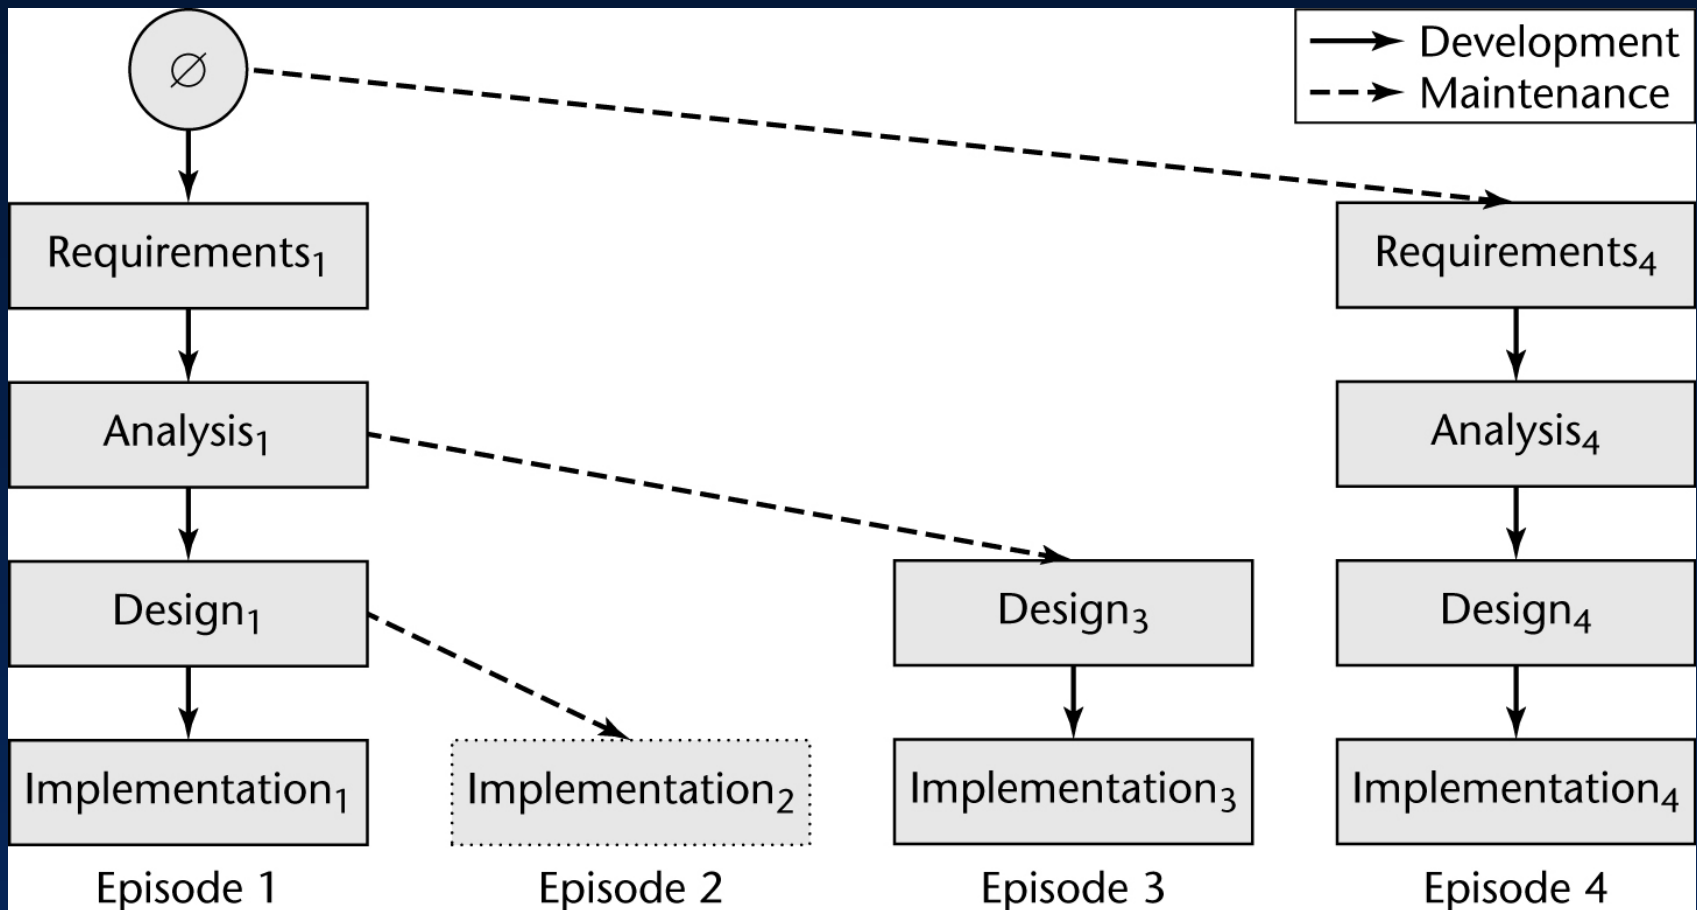 ∅
Development
Maintenance
Requirements₁
Requirements₄
Analysis₁
Analysis₄
Design₁
Design₃
Design₄
Implementation₁
Implementation₂
Implementation₃
Implementation₄
Episode 1
Episode 2
Episode 3
Episode 4